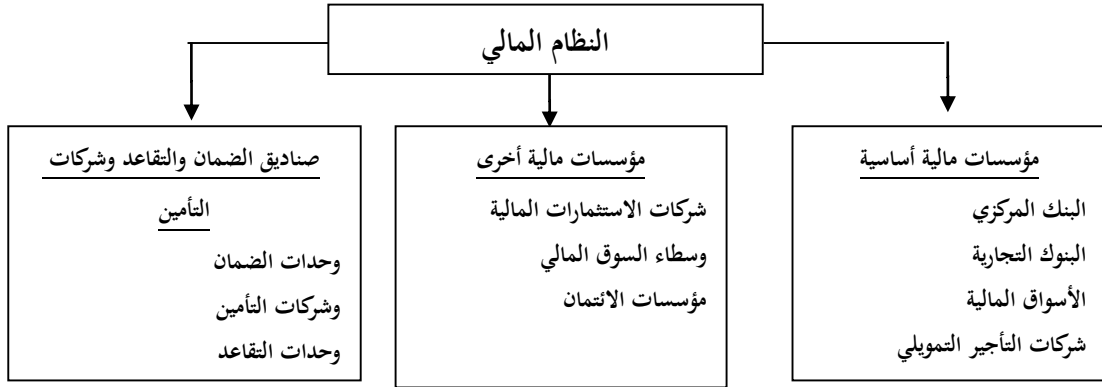 النظام المالي
مؤسسات مالية أساسية
البنك المركزي
البنوك التجارية
الأسواق المالية
شركات التأجير التمويلي
مؤسسات مالية أخرى
شركات الاستثمارات المالية
وسطاء السوق المالي
مؤسسات الائتمان
صناديق الضمان والتقاعد وشركات
التأمين
وحدات الضمان
وشركات التأمين
وحدات التقاعد